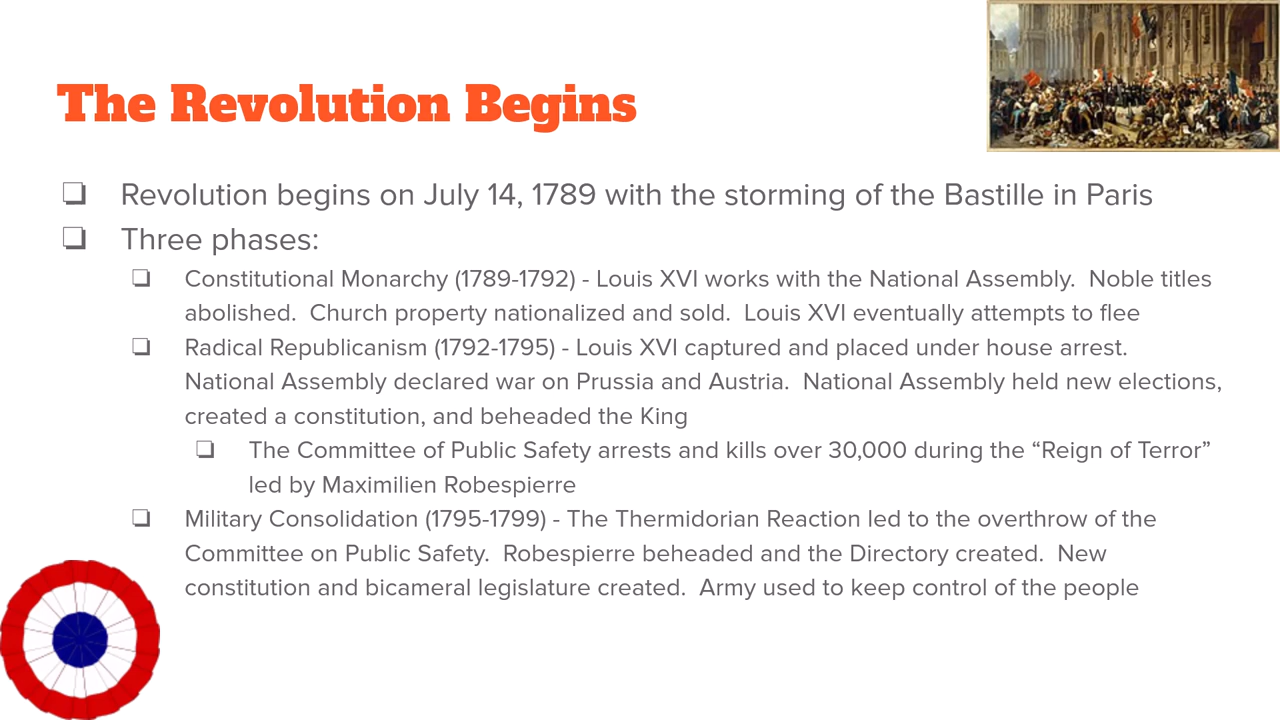 The Revolution Begins
❏ Revolution begins on July 14, 1789 with the storming of the Bastille in Paris
❏ Three phases:
❏ Constitutional Monarchy (1789-1792) - Louis XVI works with the National Assembly.  Noble titles
abolished.  Church property nationalized and sold.  Louis XVI eventually attempts to flee
❏ Radical Republicanism (1792-1795) - Louis XVI captured and placed under house arrest.
National Assembly declared war on Prussia and Austria.  National Assembly held new elections,
created a constitution, and beheaded the King
❏ The Committee of Public Safety arrests and kills over 30,000 during the “Reign of Terror”
led by Maximilien Robespierre
❏ Military Consolidation (1795-1799) - The Thermidorian Reaction led to the overthrow of the
Committee on Public Safety.  Robespierre beheaded and the Directory created.  New
constitution and bicameral legislature created.  Army used to keep control of the people